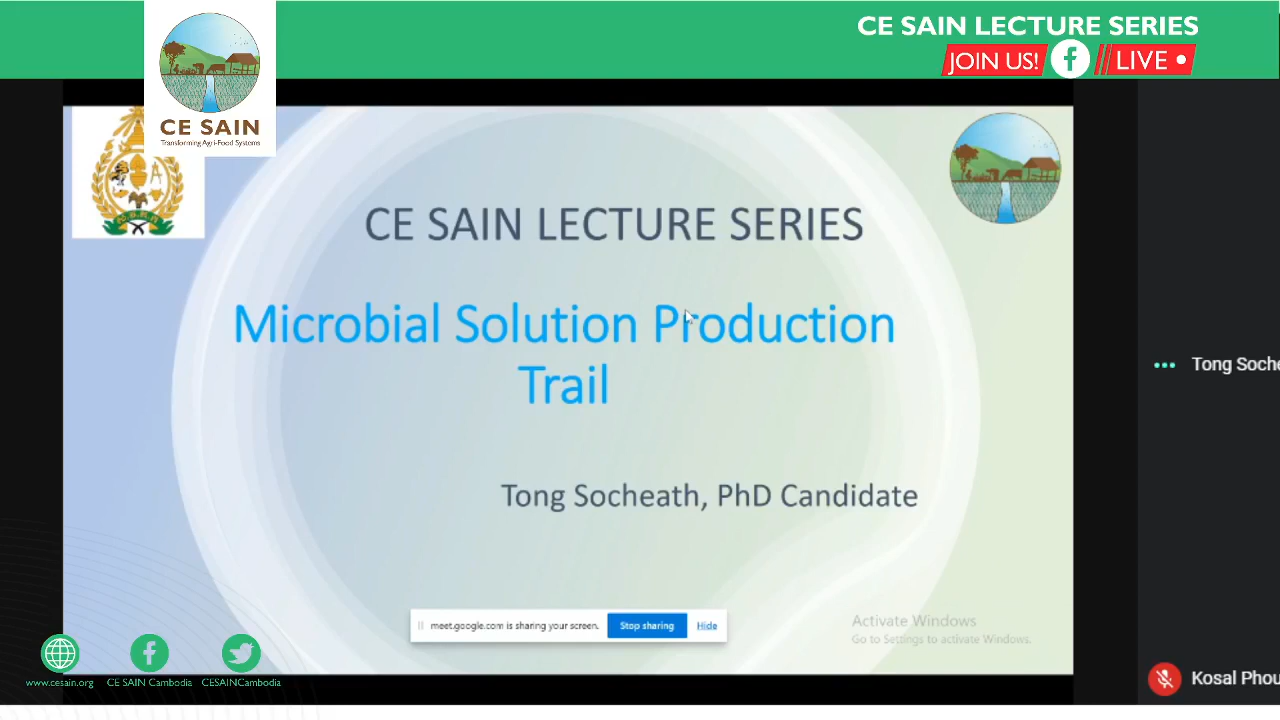 CE SAIN LECTURE SERIES
JOIN US!
LIVE
CE SAIN
Transforming Agri-Food Systems
CE SAIN LECTURE SERIES
Microbial Solution Production
Trail
Tong Socheath, PhD Candidate
Tong Soche
meet.google.com is sharing your screen.
Stop sharing
Hide
Activate Windows
Go to Settings to activate Windows.
www.cesain.org
CE SAIN Cambodia
CESAINCambodia
Kosal Phou